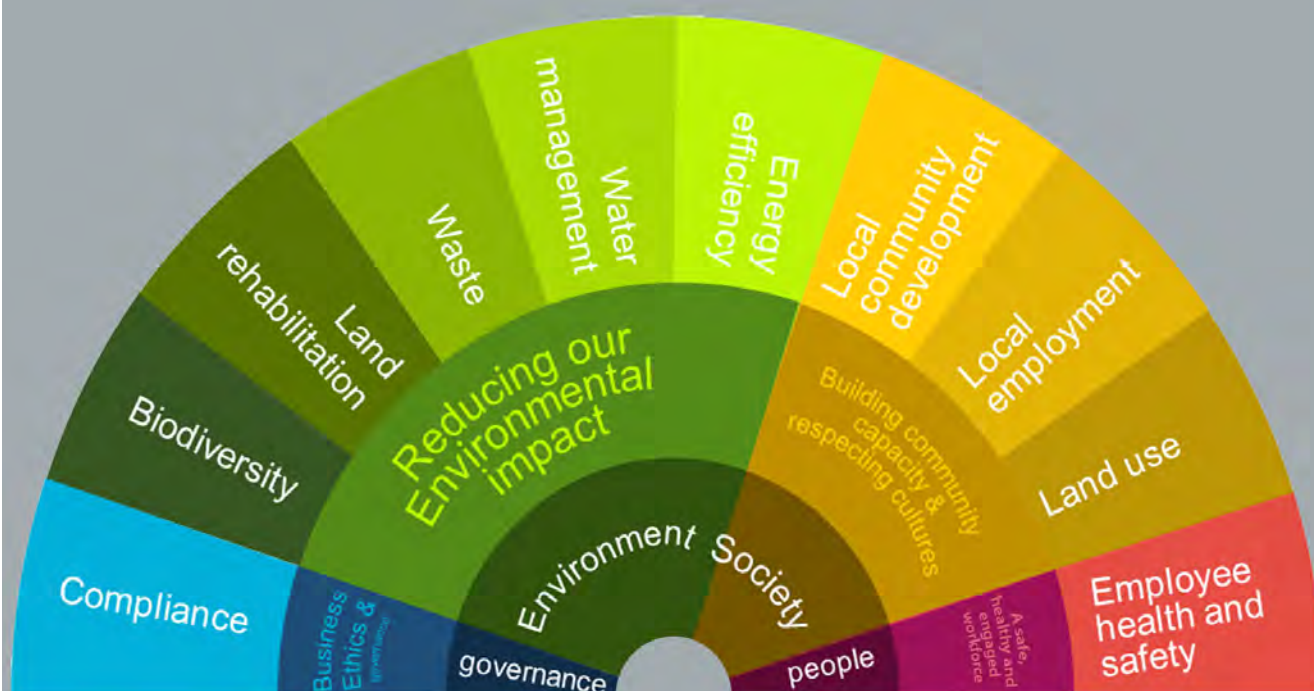 Compliance
Biodiversity
Land
rehabilitation
Waste
Water
management
Energy
efficiency
Local
community
development
Local
employment
Land use
Employee
health and
safety
Business
Ethics &
governance
Reducing our
Environmental
impact
Building community
capacity &
respecting cultures
A safe,
healthy and
engaged
workforce
governance
Environment
Society
people